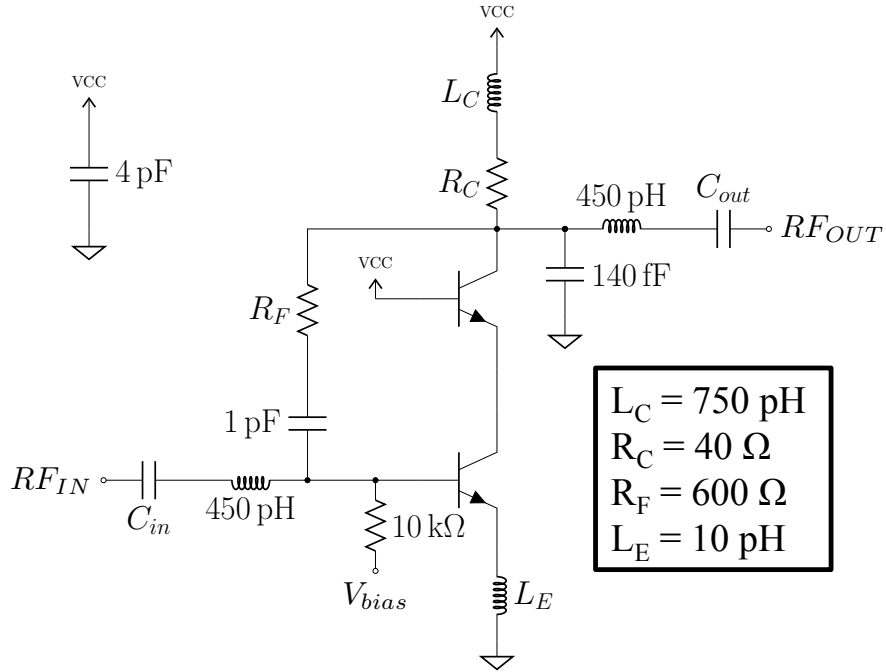 VCC
L_C
VCC
4 pF
R_C
450 pH
C_out
RF_OUT
VCC
140 fF
R_F
1 pF
RF_IN
C_in
450 pH
10 kΩ
V_bias
L_E
L_C = 750 pH
R_C = 40 Ω
R_F = 600 Ω
L_E = 10 pH